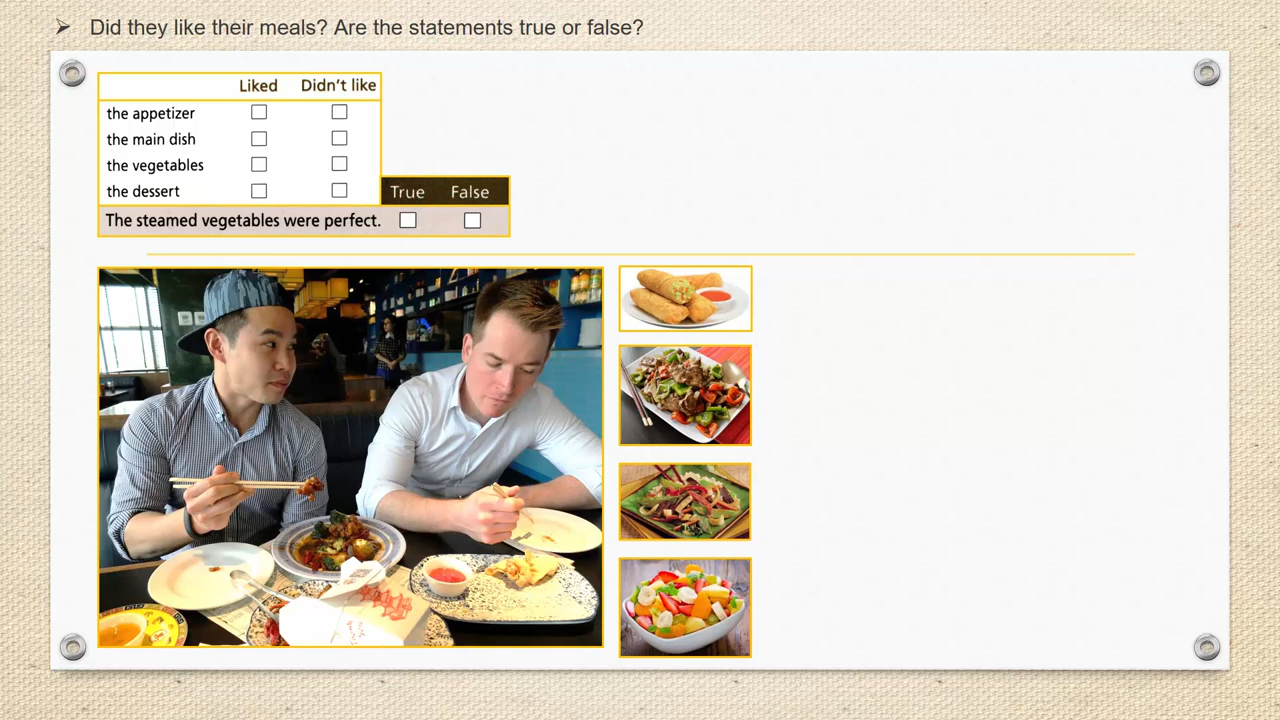 Did they like their meals? Are the statements true or false?
Liked Didn't like
the appetizer
the main dish
the vegetables
the dessert
True False
The steamed vegetables were perfect.